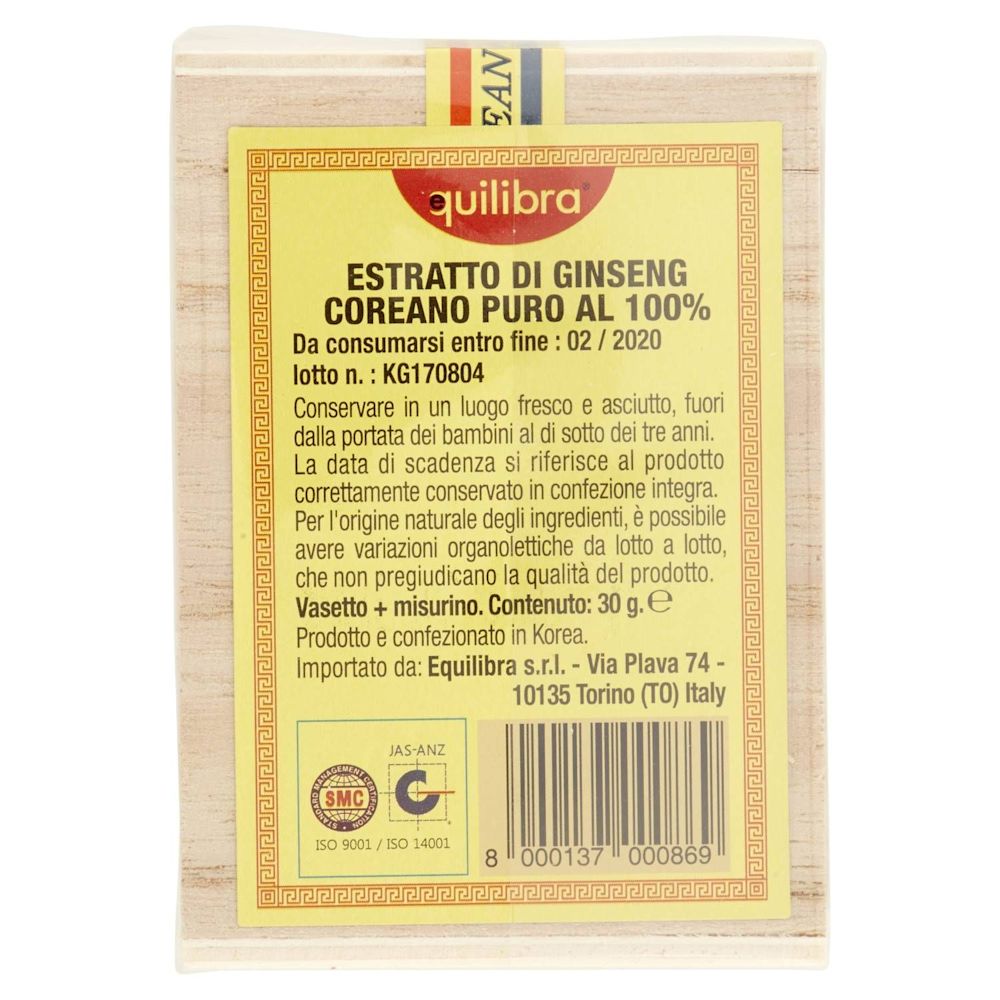 EAN
equilibra®
ESTRATTO DI GINSENG
COREANO PURO AL 100%
Da consumarsi entro fine : 02 / 2020
lotto n. : KG170804
Conservare in un luogo fresco e asciutto, fuori
dalla portata dei bambini al di sotto dei tre anni.
La data di scadenza si riferisce al prodotto
correttamente conservato in confezione integra.
Per l'origine naturale degli ingredienti, è possibile
avere variazioni organolettiche da lotto a lotto,
che non pregiudicano la qualità del prodotto.
Vasetto + misurino. Contenuto: 30 g. ℮
Prodotto e confezionato in Korea.
Importato da: Equilibra s.r.l. - Via Plava 74 -
10135 Torino (TO) Italy
JAS-ANZ
STANDARD MANAGEMENT CERTIFICATION
SMC
ISO 9001 / ISO 14001
8 000137 000869